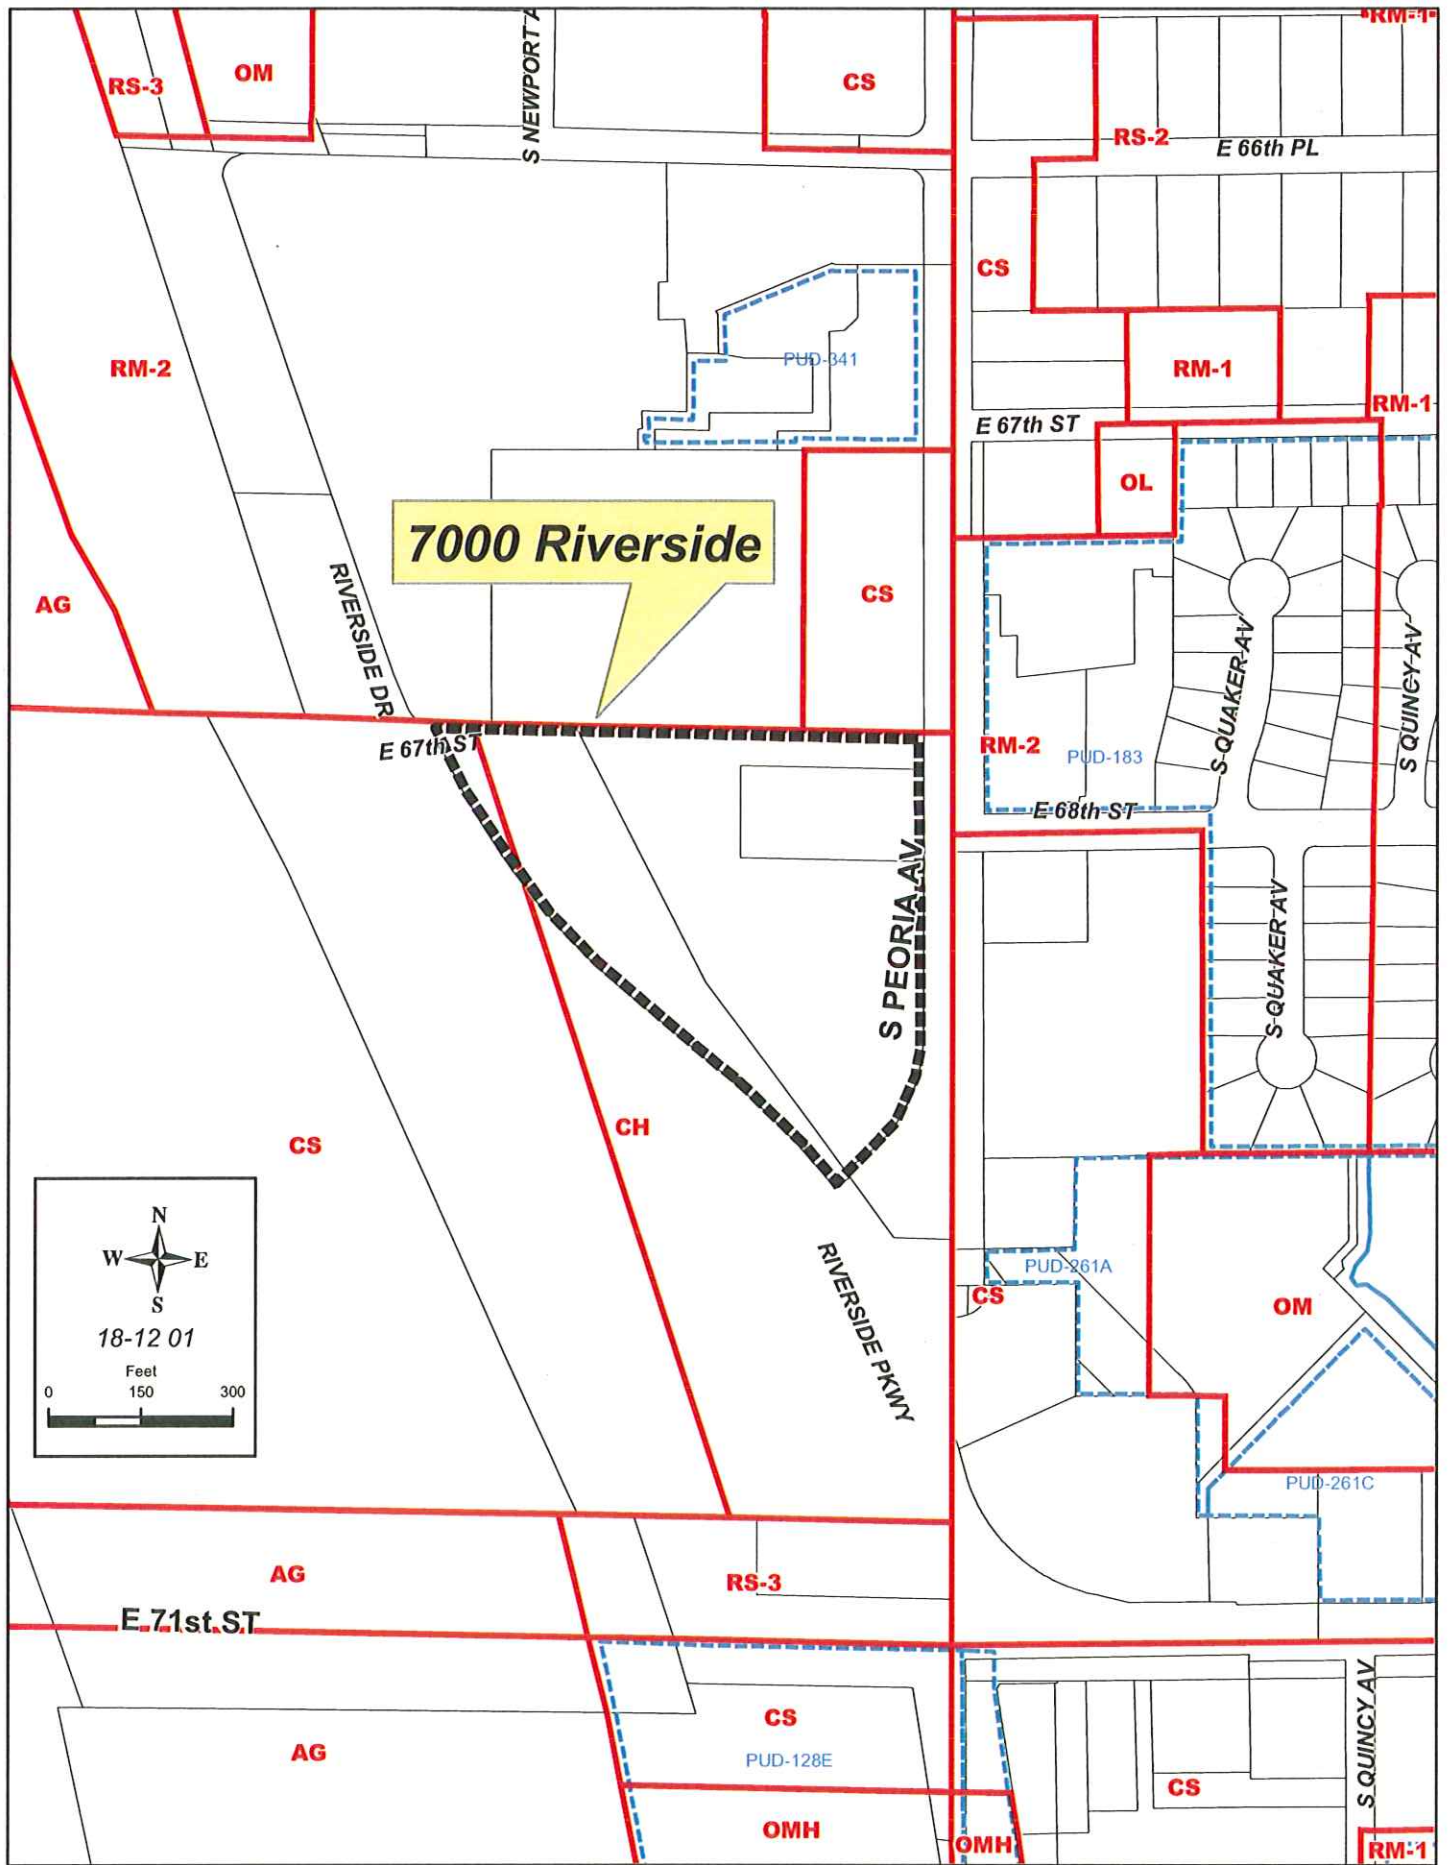 RM-1
RS-3
OM
S NEWPORT A
CS
RS-2
E 66th PL
CS
RM-2
PUD-341
RM-1
RM-1
E 67th ST
OL
7000 Riverside
AG
RIVERSIDE DR
CS
S QUAKER AV
S QUINCY AV
E 67th ST
RM-2
PUD-183
E 68th ST
S PEORIA AV
S QUAKER AV
CS
CH
N
W
E
S
18-12 01
Feet
0 150 300
RIVERSIDE PKWY
PUD-261A
CS
OM
PUD-261C
AG
RS-3
E 71st ST
CS
AG
PUD-128E
S QUINCY AV
CS
OMH
OMH
RM-1